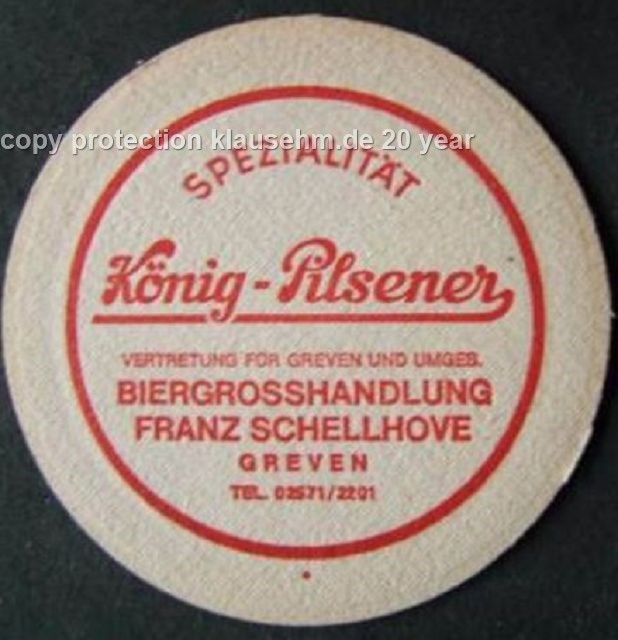 copy protection klausehm.de 20 year
SPEZIALITÄT
König-Pilsener
VERTRETUNG FÜR GREVEN UND UMGEB.
BIERGROSSHANDLUNG
FRANZ SCHELLHOVE
GREVEN
TEL. 02571/2201